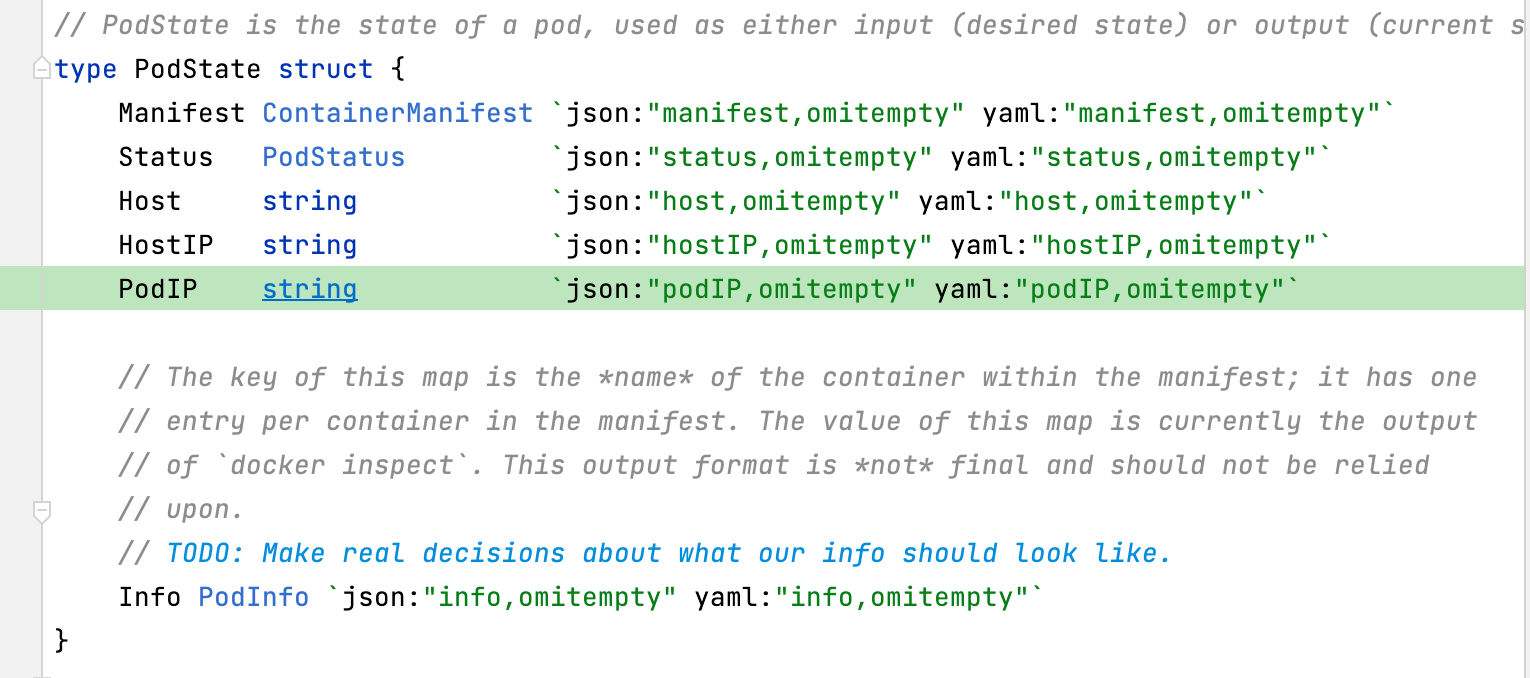 // PodState is the state of a pod, used as either input (desired state) or output (current s
type PodState struct {
    Manifest ContainerManifest `json:"manifest,omitempty" yaml:"manifest,omitempty"`
    Status   PodStatus         `json:"status,omitempty" yaml:"status,omitempty"`
    Host     string            `json:"host,omitempty" yaml:"host,omitempty"`
    HostIP   string            `json:"hostIP,omitempty" yaml:"hostIP,omitempty"`
    PodIP    string            `json:"podIP,omitempty" yaml:"podIP,omitempty"`
    // The key of this map is the *name* of the container within the manifest; it has one
    // entry per container in the manifest. The value of this map is currently the output
    // of `docker inspect`. This output format is *not* final and should not be relied
    // upon.
    // TODO: Make real decisions about what our info should look like.
    Info PodInfo `json:"info,omitempty" yaml:"info,omitempty"`
}